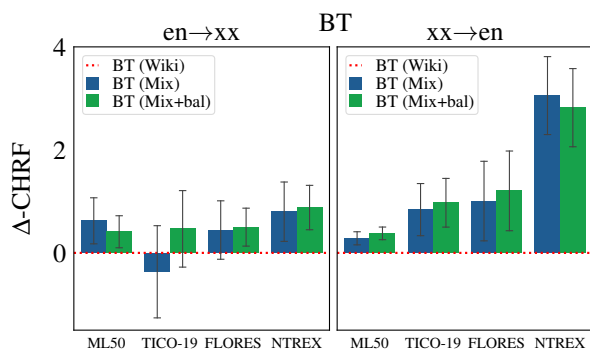 BT
en→xx
xx→en
Δ-CHRF
4
2
0
BT (Wiki)
BT (Mix)
BT (Mix+bal)
BT (Wiki)
BT (Mix)
BT (Mix+bal)
ML50 TICO-19 FLORES NTREX
ML50 TICO-19 FLORES NTREX